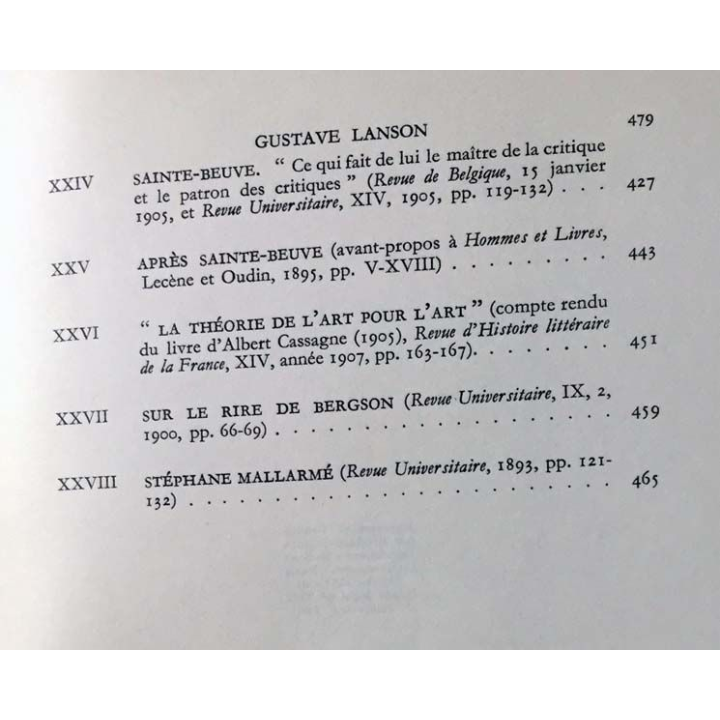 GUSTAVE LANSON 479
XXIV SAINTE-BEUVE. “ Ce qui fait de lui le maître de la critique
et le patron des critiques ” (Revue de Belgique, 15 janvier
1905, et Revue Universitaire, XIV, 1905, pp. 119-132) . . . 427
XXV APRÈS SAINTE-BEUVE (avant-propos à Hommes et Livres,
Lecène et Oudin, 1895, pp. V-XVIII) . . . . . . . . . 443
XXVI “ LA THÉORIE DE L’ART POUR L’ART ” (compte rendu
du livre d’Albert Cassagne (1905), Revue d’Histoire littéraire
de la France, XIV, année 1907, pp. 163-167). . . . . . . . 451
XXVII SUR LE RIRE DE BERGSON (Revue Universitaire, IX, 2,
1900, pp. 66-69) . . . . . . . . . . . . . . . . . . 459
XXVIII STÉPHANE MALLARMÉ (Revue Universitaire, 1893, pp. 121-
132) . . . . . . . . . . . . . . . . . . . . . . . 465